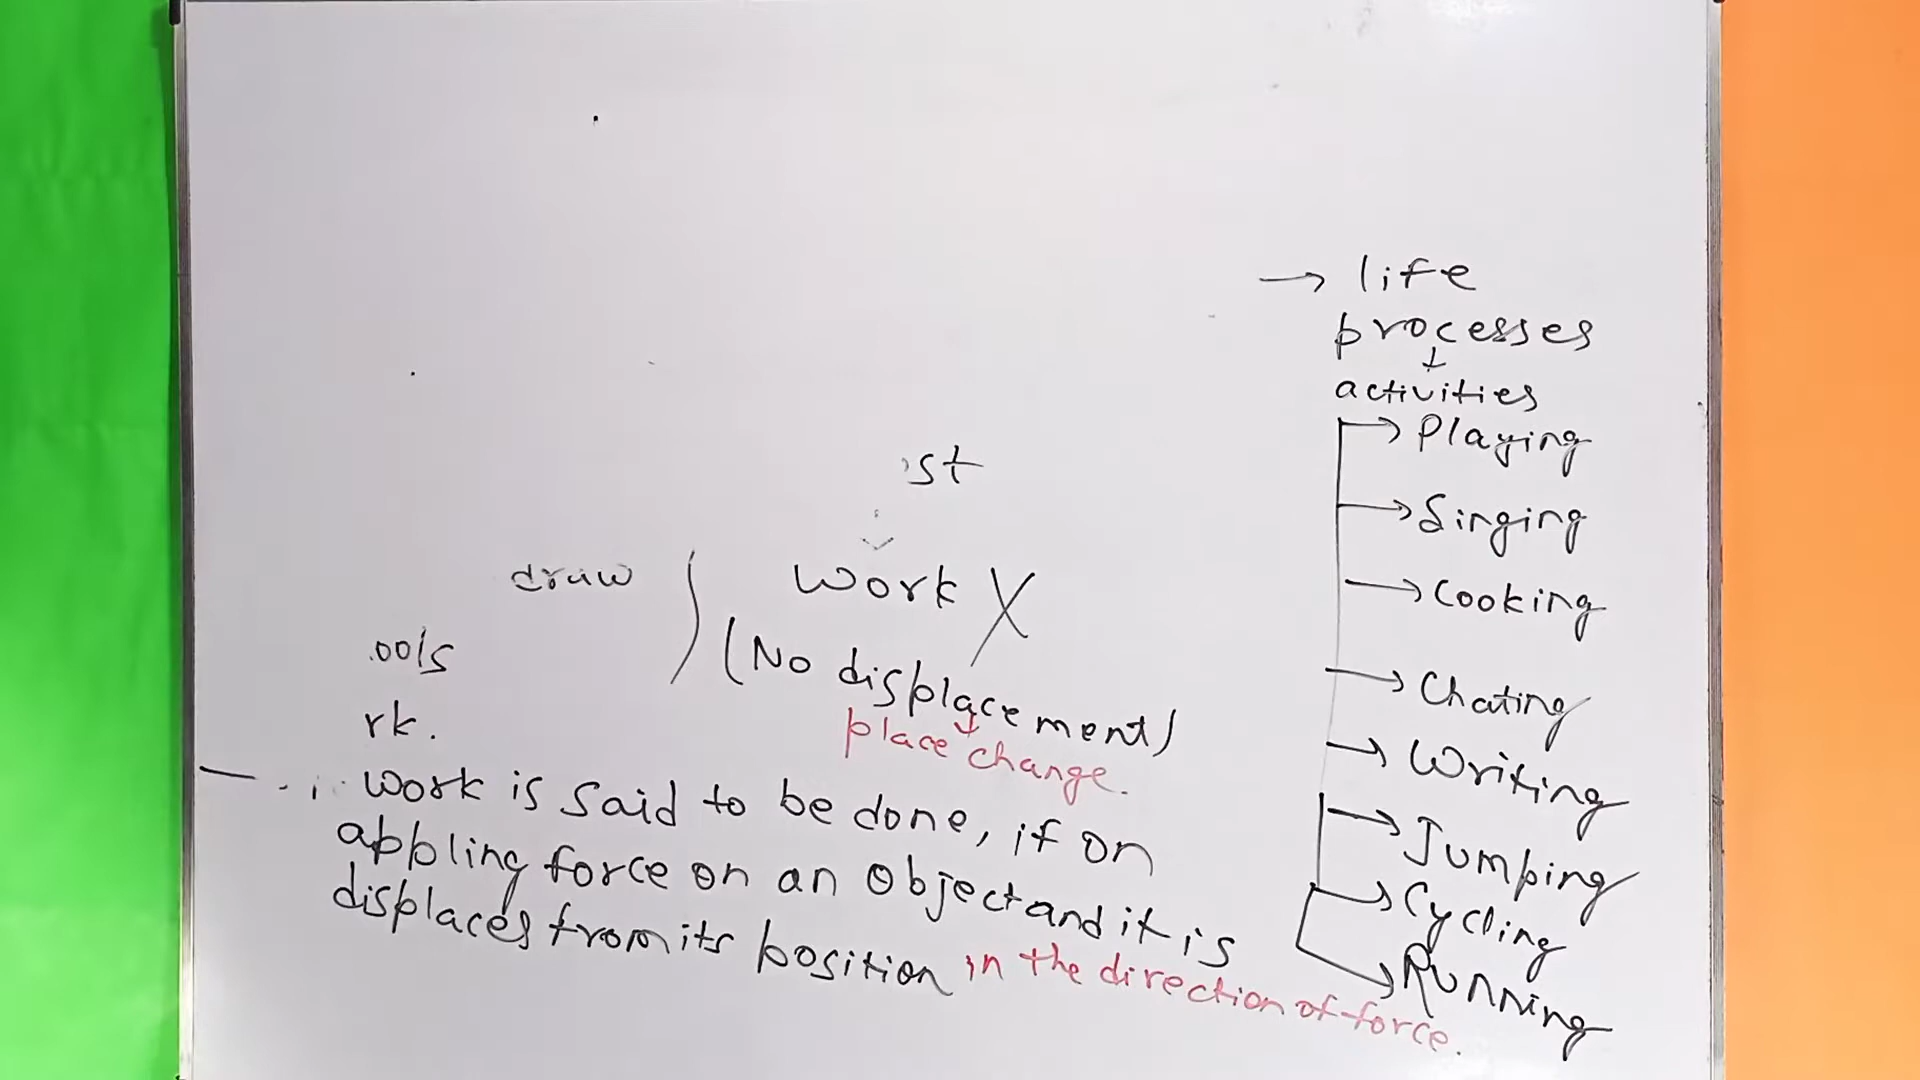 → life
processes
↓
activities
→ Playing
→ Singing
→ Cooking
→ Chating
→ Writing
→ Jumping
→ Cycling
→ Running
st
draw ) work X
(No displacement)
↓
place change.
ools
rk.
work is said to be done, if on
appling force on an object and it is
displaces from its position in the direction of force.